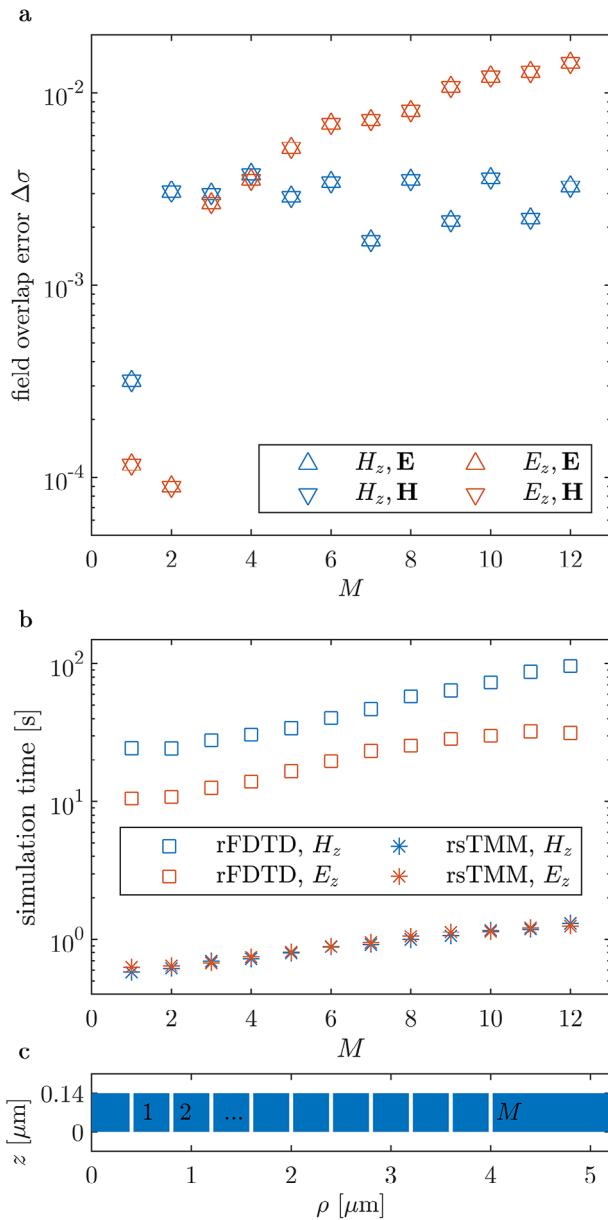 a
10^{-2}
10^{-3}
10^{-4}
field overlap error Δσ
H_z, E
E_z, E
H_z, H
E_z, H
0 2 4 6 8 10 12
M
b
10^2
10^1
10^0
simulation time [s]
rFDTD, H_z
rsTMM, H_z
rFDTD, E_z
rsTMM, E_z
0 2 4 6 8 10 12
M
c
0.14
0
z [μm]
1 2 ... M
0 1 2 3 4 5
ρ [μm]